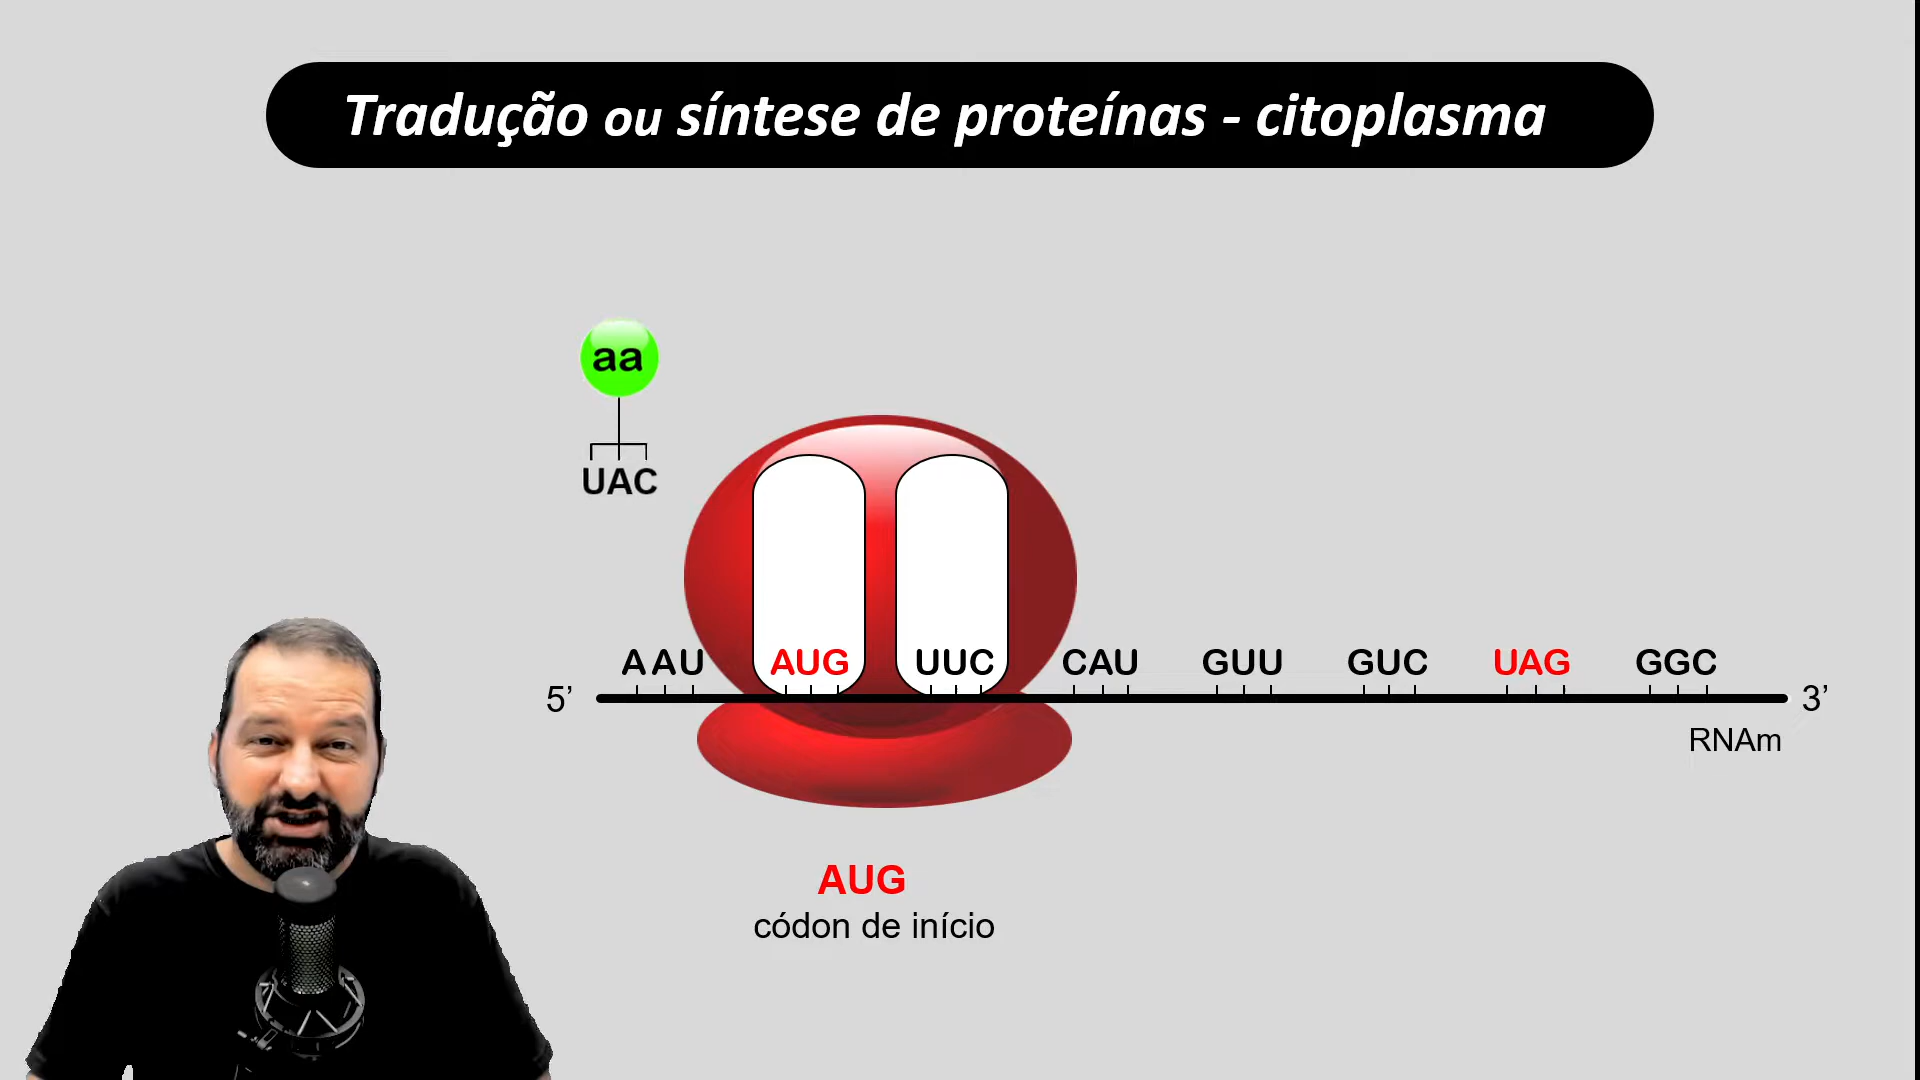 Tradução ou síntese de proteínas - citoplasma
aa
UAC
AAU AUG UUC CAU GUU GUC UAG GGC
5’ 3’
RNAm
AUG
códon de início